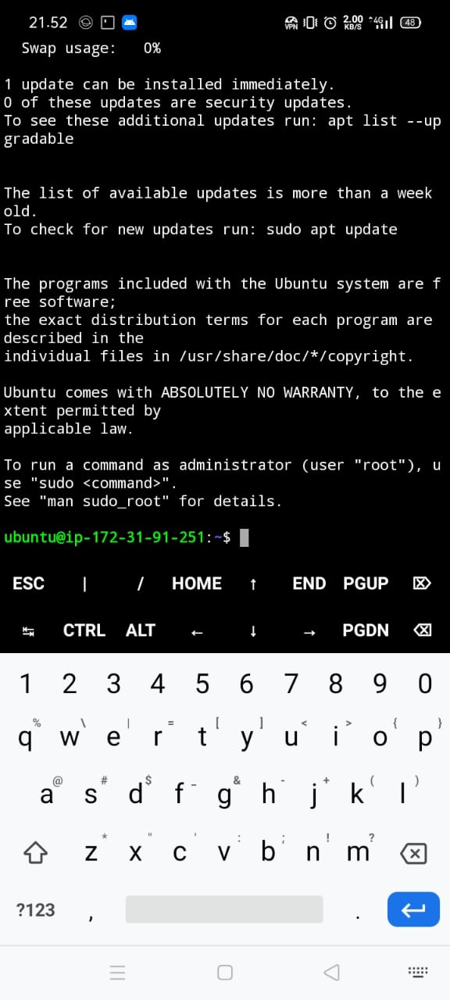 21.52 VPN 2.00 KB/S 4G 48
Swap usage: 0%
1 update can be installed immediately.
0 of these updates are security updates.
To see these additional updates run: apt list --up
gradable
The list of available updates is more than a week
old.
To check for new updates run: sudo apt update
The programs included with the Ubuntu system are f
ree software;
the exact distribution terms for each program are
described in the
individual files in /usr/share/doc/*/copyright.
Ubuntu comes with ABSOLUTELY NO WARRANTY, to the e
xtent permitted by
applicable law.
To run a command as administrator (user "root"), u
se "sudo <command>".
See "man sudo_root" for details.
ubuntu@ip-172-31-91-251:~$
ESC | / HOME ↑ END PGUP
CTRL ALT ← ↓ → PGDN
1 2 3 4 5 6 7 8 9 0
% \ | = [ ] < > { }
q w e r t y u i o p
@ # $ - & - + ( )
a s d f g h j k l
* " ' : ; ! ?
z x c v b n m
?123 , .